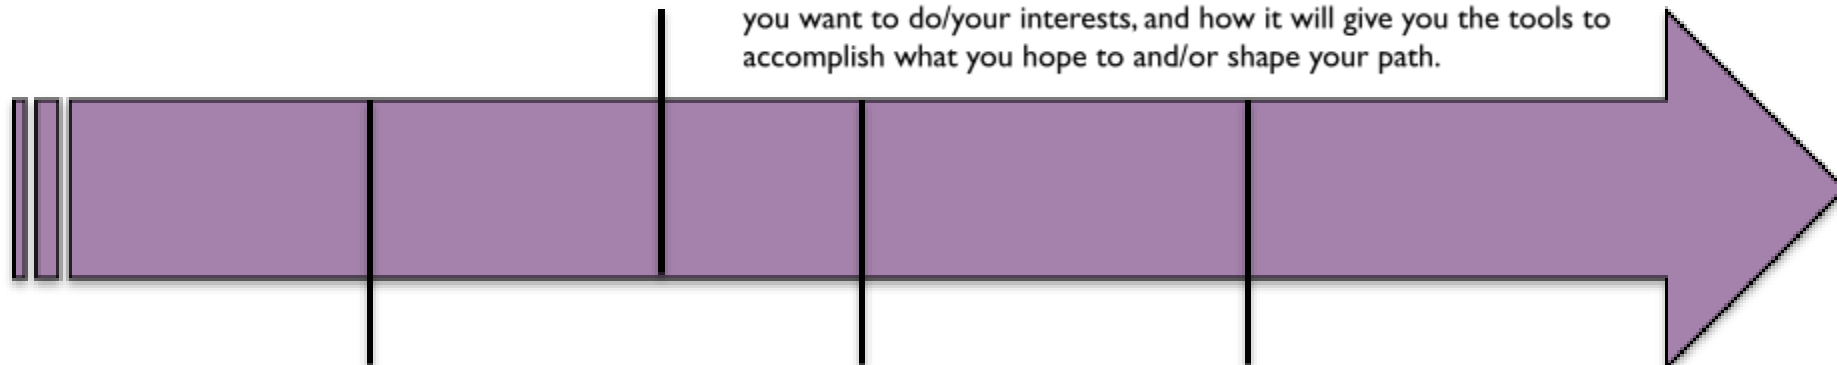 you want to do/your interests, and how it will give you the tools to
accomplish what you hope to and/or shape your path.